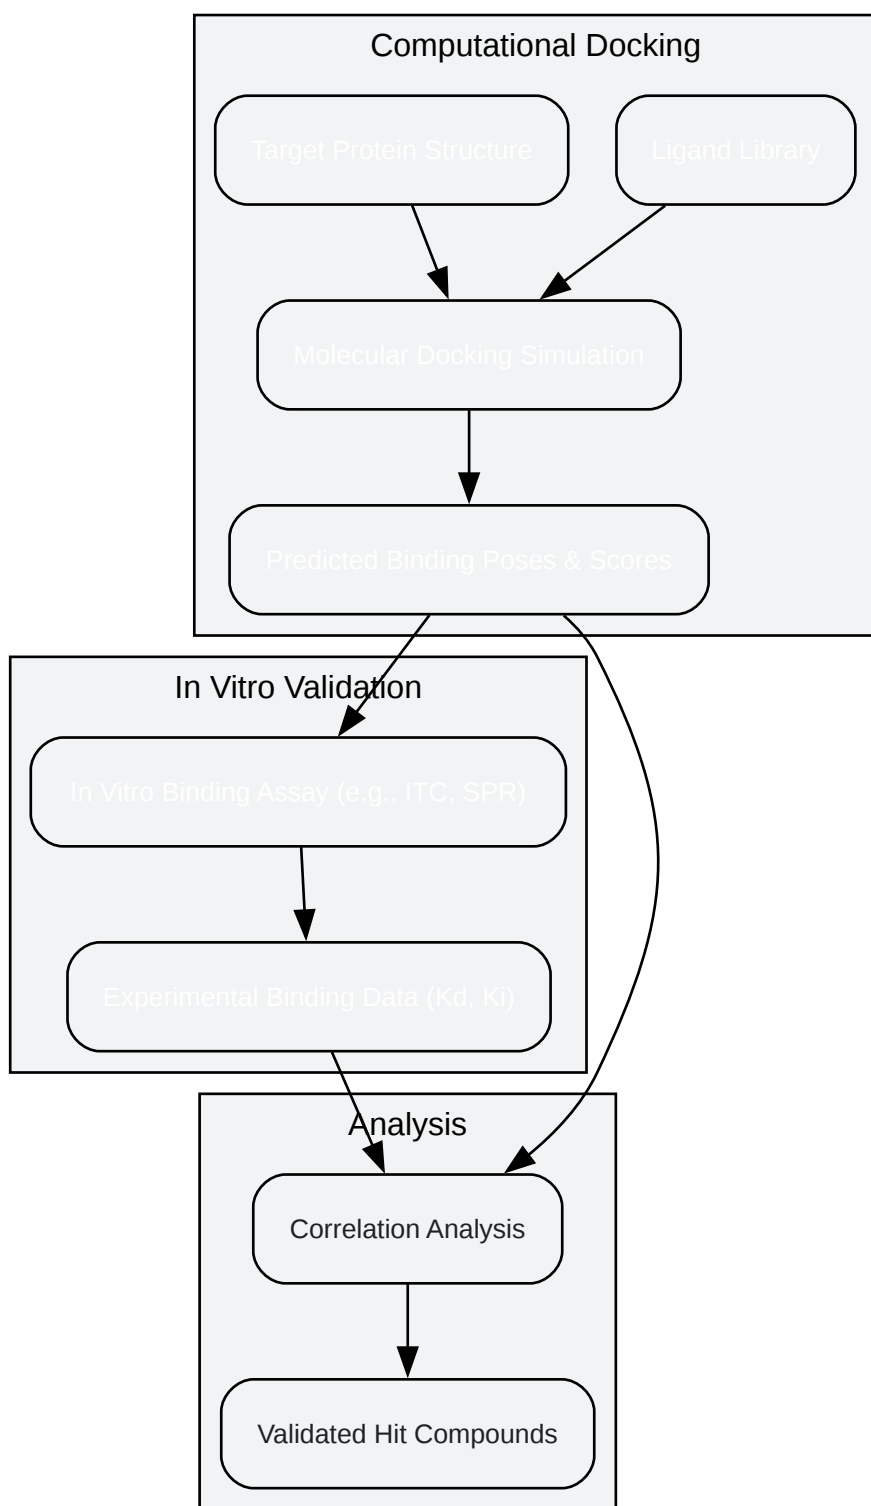 Computational Docking
Target Protein Structure
Ligand Library
Molecular Docking Simulation
Predicted Binding Poses & Scores
In Vitro Validation
In Vitro Binding Assay (e.g., ITC, SPR)
Experimental Binding Data (Kd, Ki)
Analysis
Correlation Analysis
Validated Hit Compounds